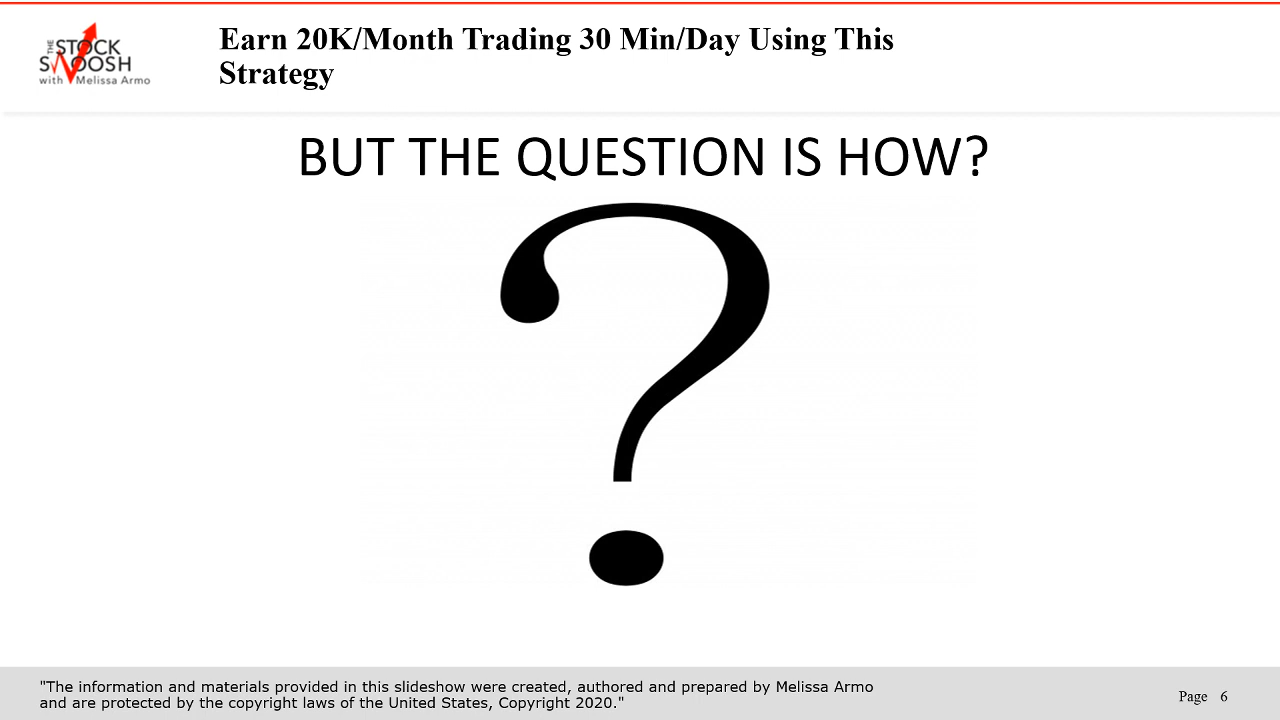 THE STOCK
SWOOSH
with Melissa Armo
Earn 20K/Month Trading 30 Min/Day Using This
Strategy
BUT THE QUESTION IS HOW?
?
"The information and materials provided in this slideshow were created, authored and prepared by Melissa Armo
and are protected by the copyright laws of the United States, Copyright 2020."
Page 6